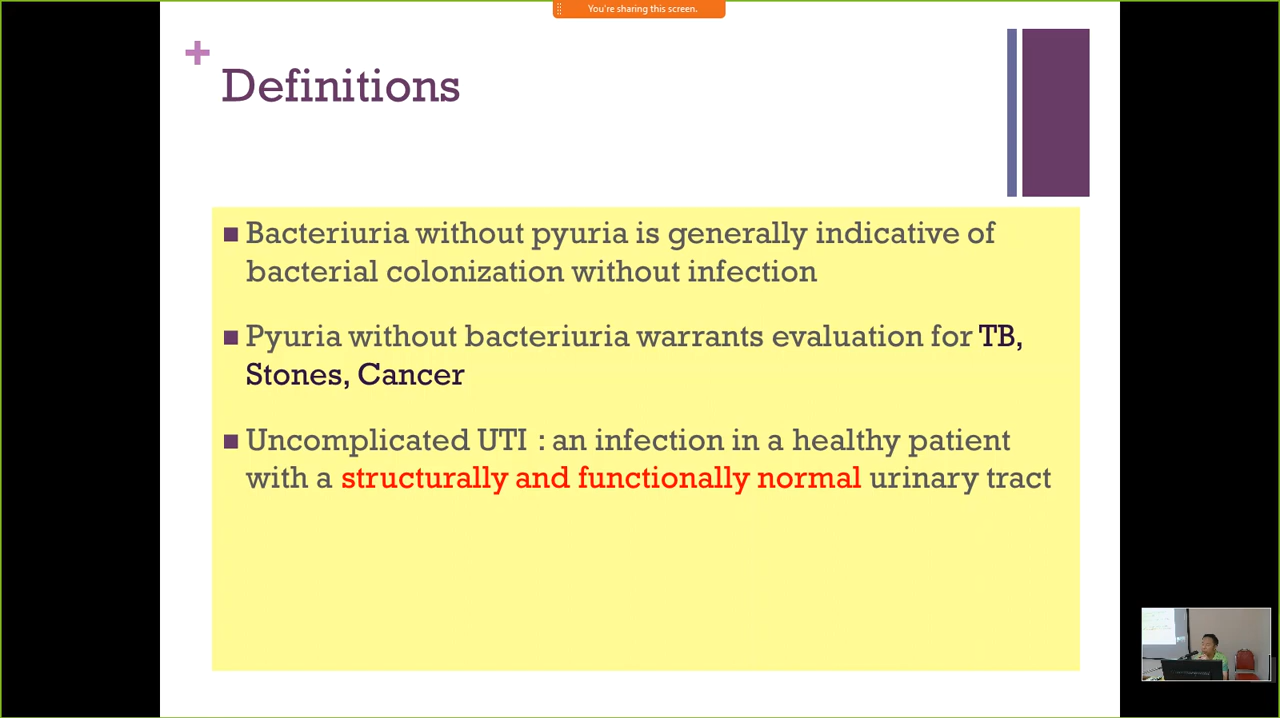 You're sharing this screen.
+
Definitions
■ Bacteriuria without pyuria is generally indicative of
bacterial colonization without infection
■ Pyuria without bacteriuria warrants evaluation for TB,
Stones, Cancer
■ Uncomplicated UTI : an infection in a healthy patient
with a structurally and functionally normal urinary tract